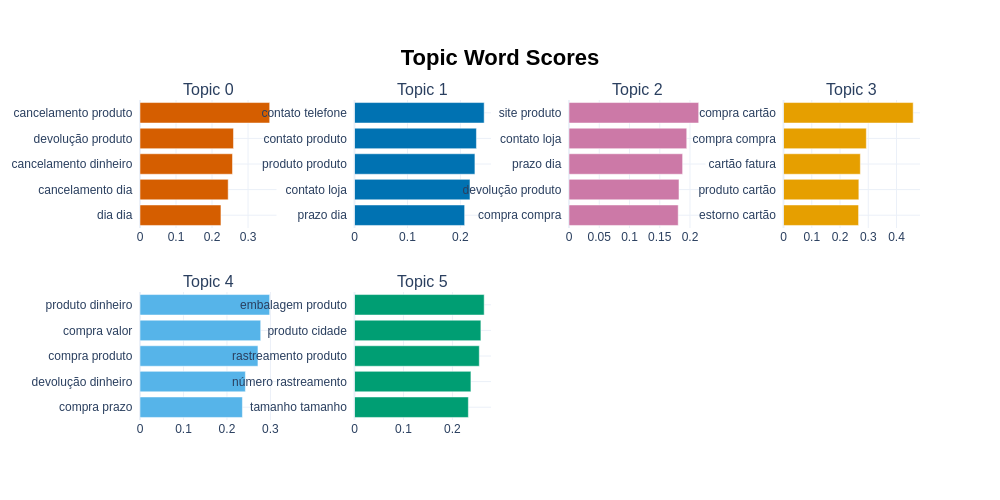 Topic Word Scores
Topic 0
cancelamento produto
devolução produto
cancelamento dinheiro
cancelamento dia
dia dia
0 0.1 0.2 0.3
Topic 1
contato telefone
contato produto
produto produto
contato loja
prazo dia
0 0.1 0.2
Topic 2
site produto
contato loja
prazo dia
devolução produto
compra compra
0 0.05 0.1 0.15 0.2
Topic 3
compra cartão
compra compra
cartão fatura
produto cartão
estorno cartão
0 0.1 0.2 0.3 0.4
Topic 4
produto dinheiro
compra valor
compra produto
devolução dinheiro
compra prazo
0 0.1 0.2 0.3
Topic 5
embalagem produto
produto cidade
rastreamento produto
número rastreamento
tamanho tamanho
0 0.1 0.2